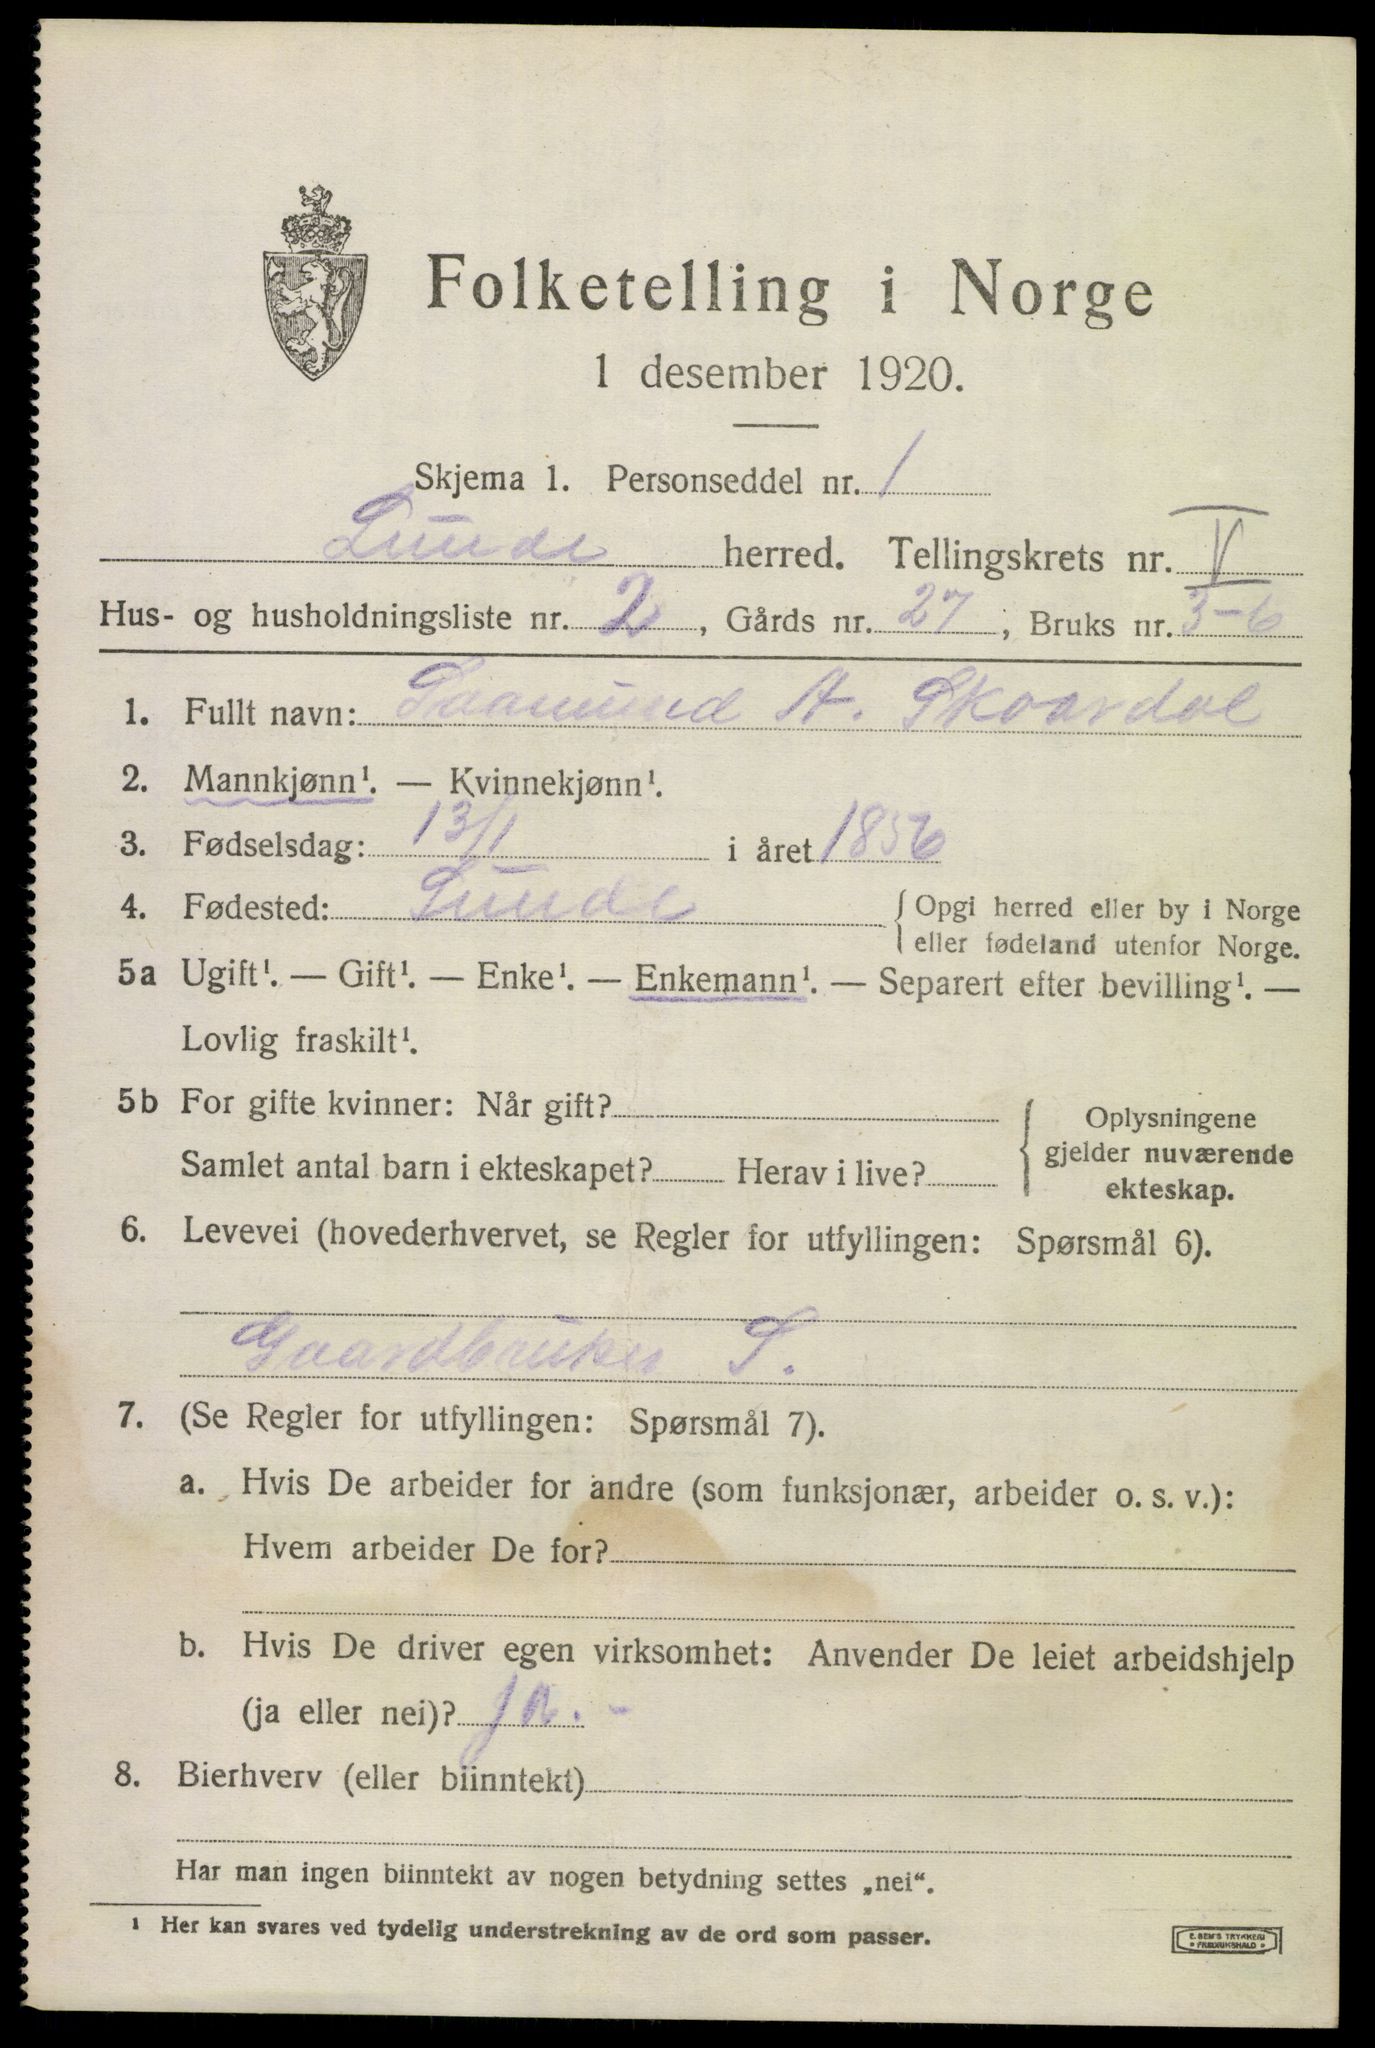 Folketelling i Norge
1 desember 1920.
Skjema 1. Personseddel nr. 1
Lunde herred. Tellingskrets nr. V
Hus- og husholdningsliste nr. 2, Gårds nr. 27, Bruks nr. 3-6
1. Fullt navn: Saamund A. Skoardal
2. Mannkjønn¹. — Kvinnekjønn¹.
3. Fødselsdag: 13/1 i året 1856
4. Fødested: Lunde { Opgi herred eller by i Norge
eller fødeland utenfor Norge.
5a Ugift¹. — Gift¹. — Enke¹. — Enkemann¹. — Separert efter bevilling¹. —
Lovlig fraskilt¹.
5b For gifte kvinner: Når gift?
Samlet antal barn i ekteskapet? Herav i live?
{ Oplysningene
gjelder nuværende
ekteskap.
6. Levevei (hovederhvervet, se Regler for utfyllingen: Spørsmål 6).
Gaardbruker S.
7. (Se Regler for utfyllingen: Spørsmål 7).
a. Hvis De arbeider for andre (som funksjonær, arbeider o. s. v.):
Hvem arbeider De for?
b. Hvis De driver egen virksomhet: Anvender De leiet arbeidshjelp
(ja eller nei)? ja. -
8. Bierhverv (eller biinntekt)
Har man ingen biinntekt av nogen betydning settes „nei“.
1 Her kan svares ved tydelig understrekning av de ord som passer.
E. SEM'S TRYKKERI
• FREDRIKSHALD •